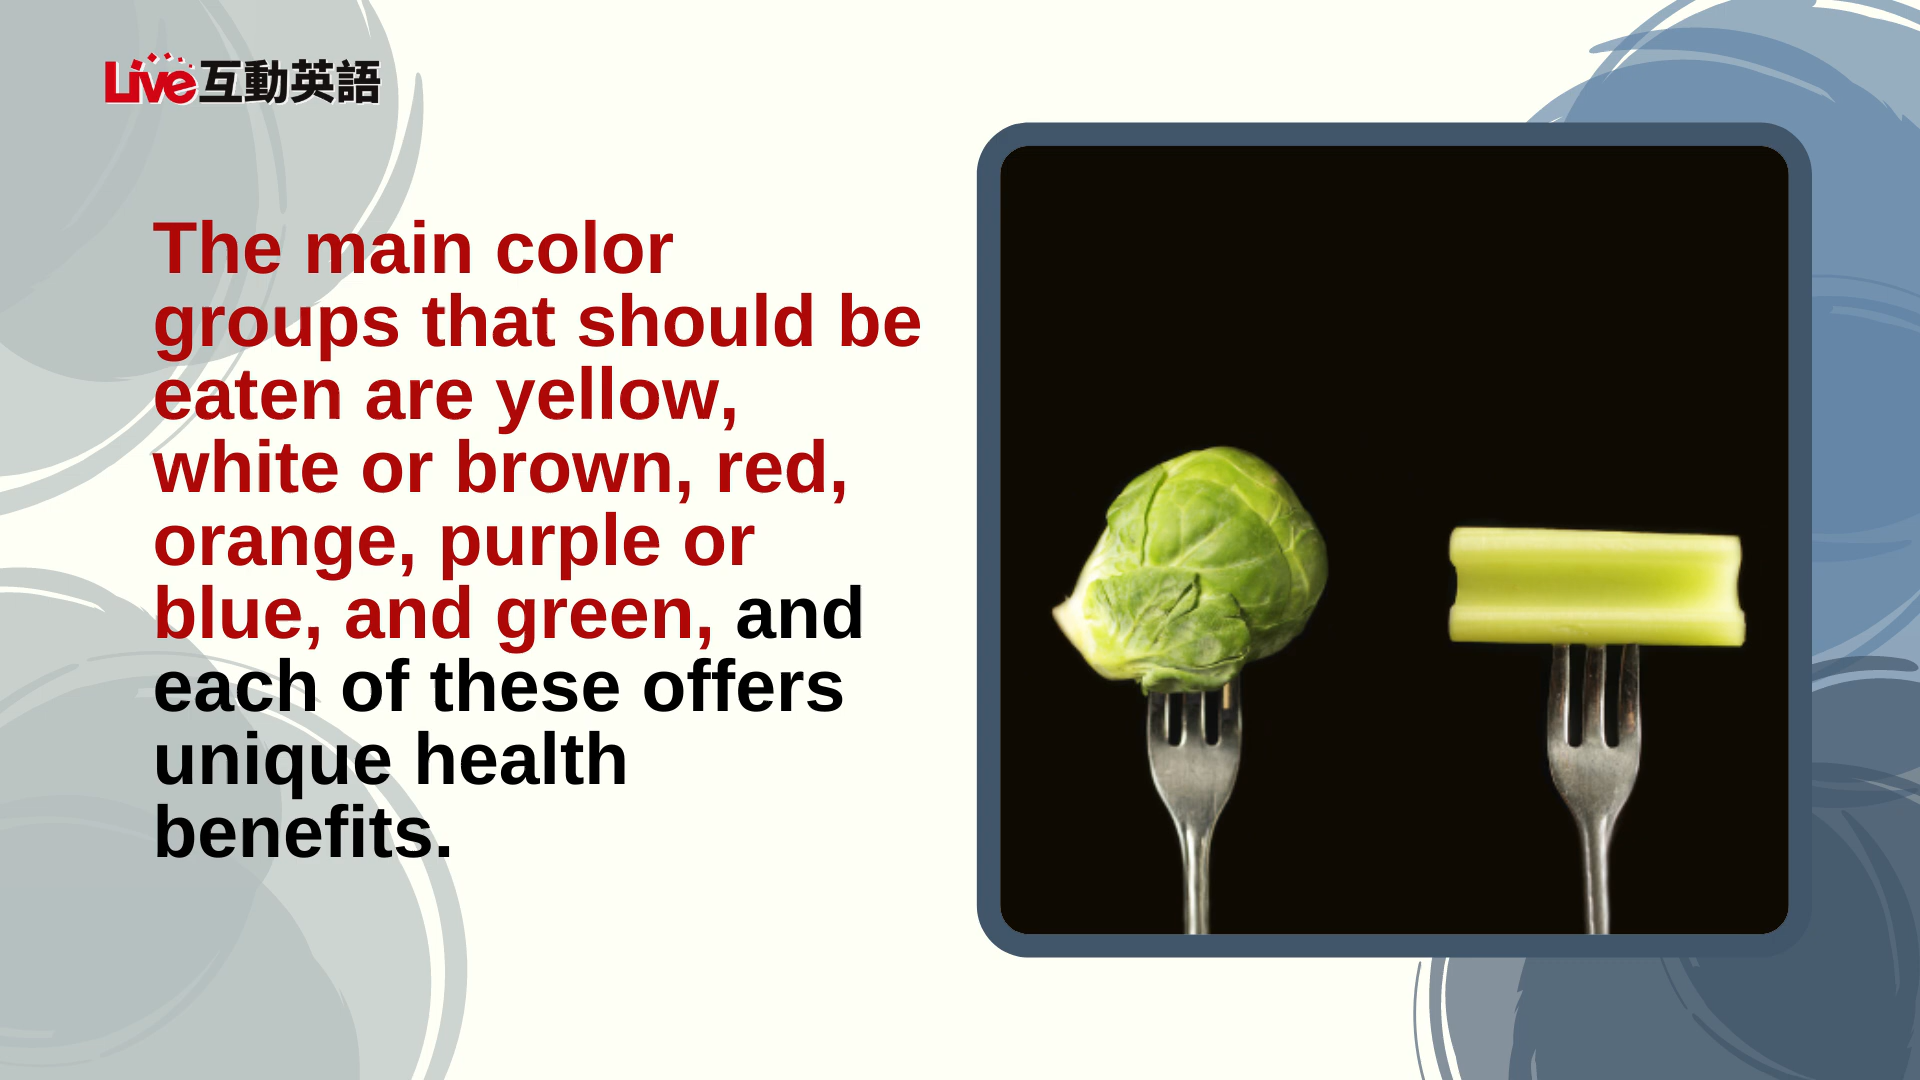 Live互動英語
The main color
groups that should be
eaten are yellow,
white or brown, red,
orange, purple or
blue, and green, and
each of these offers
unique health
benefits.